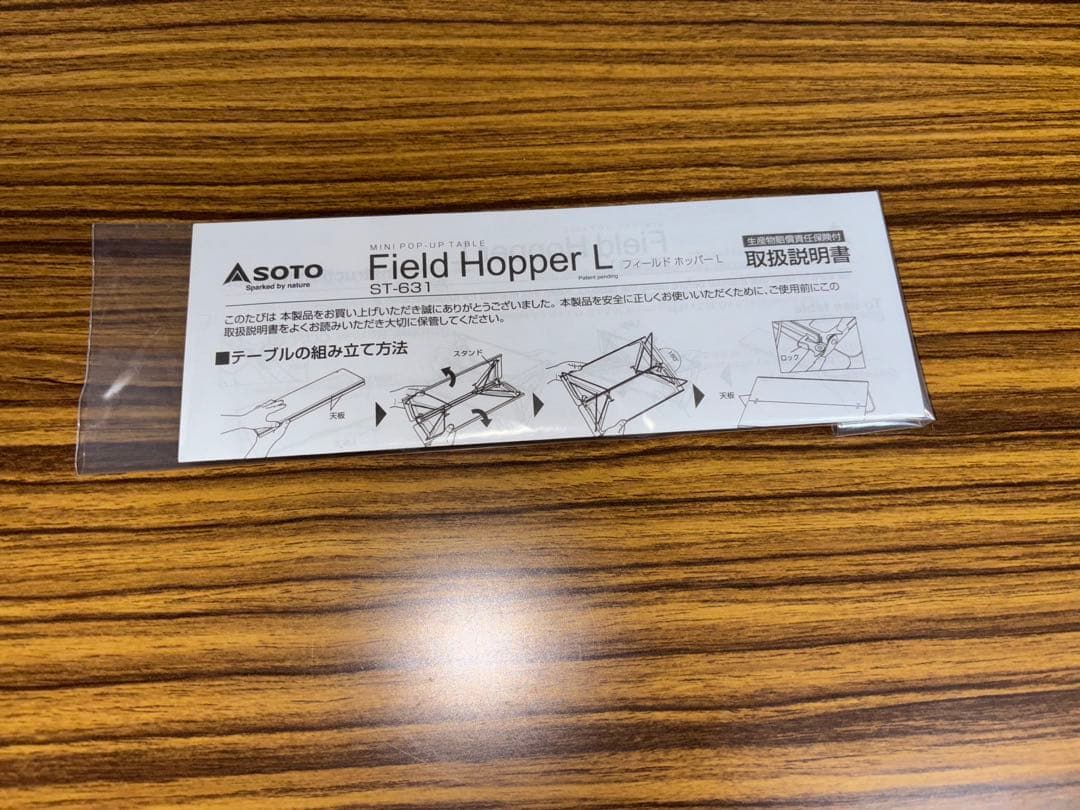 MINI POP-UP TABLE
SOTO
Sparked by nature
Field Hopper L フィールド ホッパー L
Patent pending
ST-631
生産物賠償責任保険付
取扱説明書
このたびは 本製品をお買い上げいただき誠にありがとうございました。本製品を安全に正しくお使いいただくために、ご使用前にこの
取扱説明書をよくお読みいただき大切に保管してください。
■テーブルの組み立て方法
天板
スタンド
180°
ロック
天板